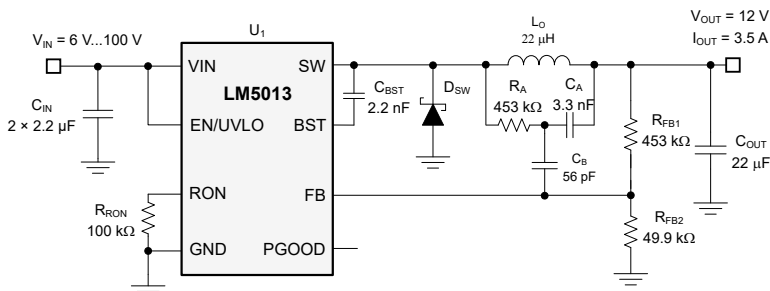 U1
LO
22 μH
VOUT = 12 V
IOUT = 3.5 A
VIN = 6 V...100 V
VIN
SW
LM5013
CBST
2.2 nF
DSW
RA
453 kΩ
CA
3.3 nF
CIN
2 × 2.2 μF
EN/UVLO
BST
RFB1
453 kΩ
COUT
22 μF
CB
56 pF
RON
FB
RRON
100 kΩ
RFB2
49.9 kΩ
GND
PGOOD